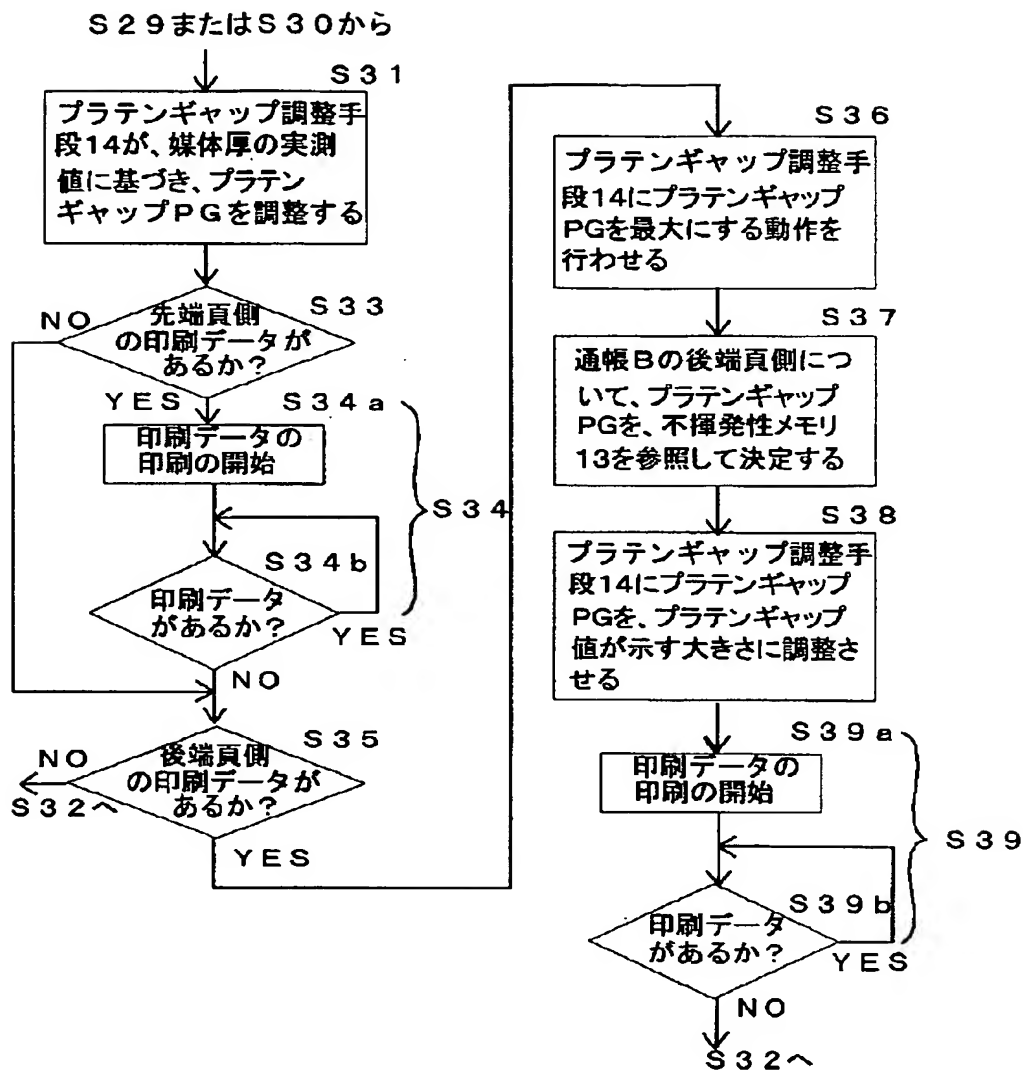 S29またはS30から
S31
プラテンギャップ調整手
段14が、媒体厚の実測
値に基づき、プラテン
ギャップPGを調整する
S33
先端頁側
の印刷データが
あるか?
NO
YES
S34a
印刷データの
印刷の開始
S34
S34b
印刷データ
があるか?
YES
NO
S35
後端頁側
の印刷データが
あるか?
NO
S32へ
YES
S36
プラテンギャップ調整手
段14にプラテンギャップ
PGを最大にする動作を
行わせる
S37
通帳Bの後端頁側につ
いて、プラテンギャップ
PGを、不揮発性メモリ
13を参照して決定する
S38
プラテンギャップ調整手
段14にプラテンギャップ
PGを、プラテンギャップ
値が示す大きさに調整さ
せる
S39a
印刷データの
印刷の開始
S39
S39b
印刷データ
があるか?
YES
NO
S32へ